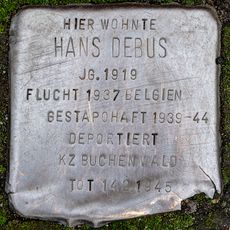 HIER WOHNTE
HANS DEBUS
JG. 1919
FLUCHT 1937 BELGIEN
GESTAPOHAFT 1939-44
DEPORTIERT
KZ BUCHENWALD
TOT 14.2.1945